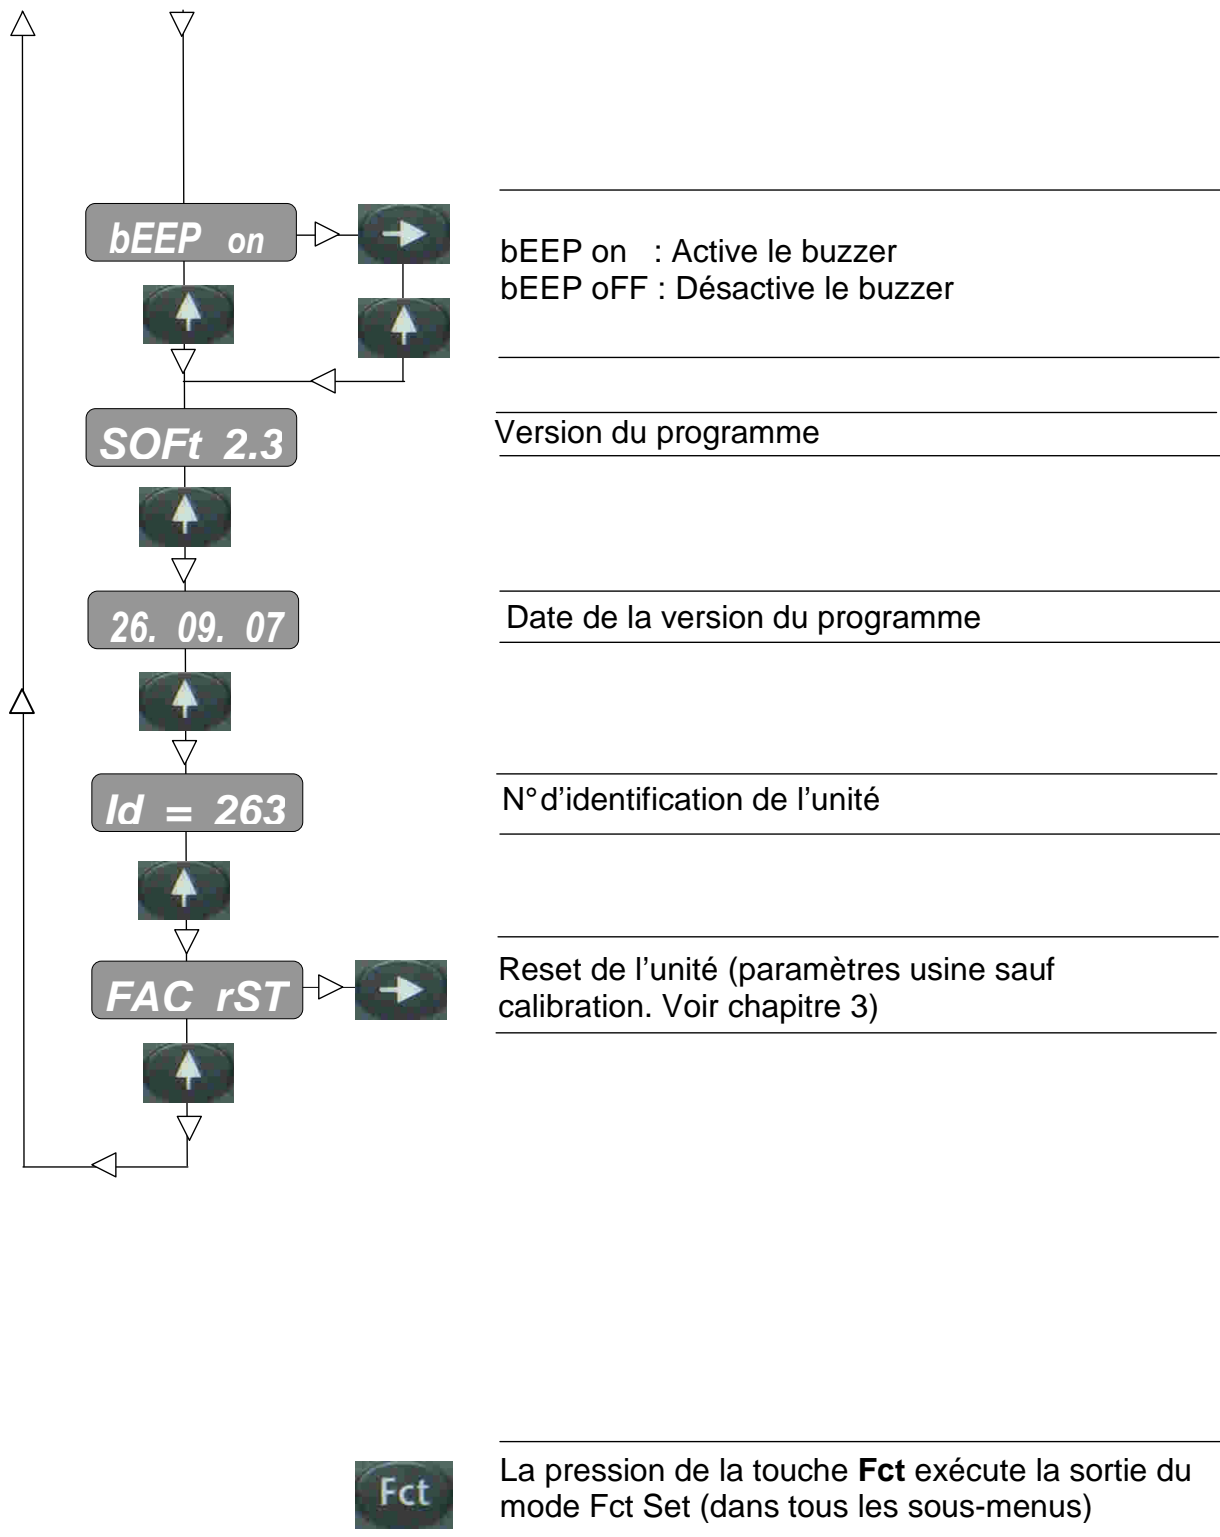 bEEP on
bEEP on : Active le buzzer
bEEP oFF : Désactive le buzzer
SOFt 2.3
Version du programme
26. 09. 07
Date de la version du programme
Id = 263
N° d'identification de l'unité
FAC rST
Reset de l'unité (paramètres usine sauf
calibration. Voir chapitre 3)
Fct
La pression de la touche Fct exécute la sortie du
mode Fct Set (dans tous les sous-menus)